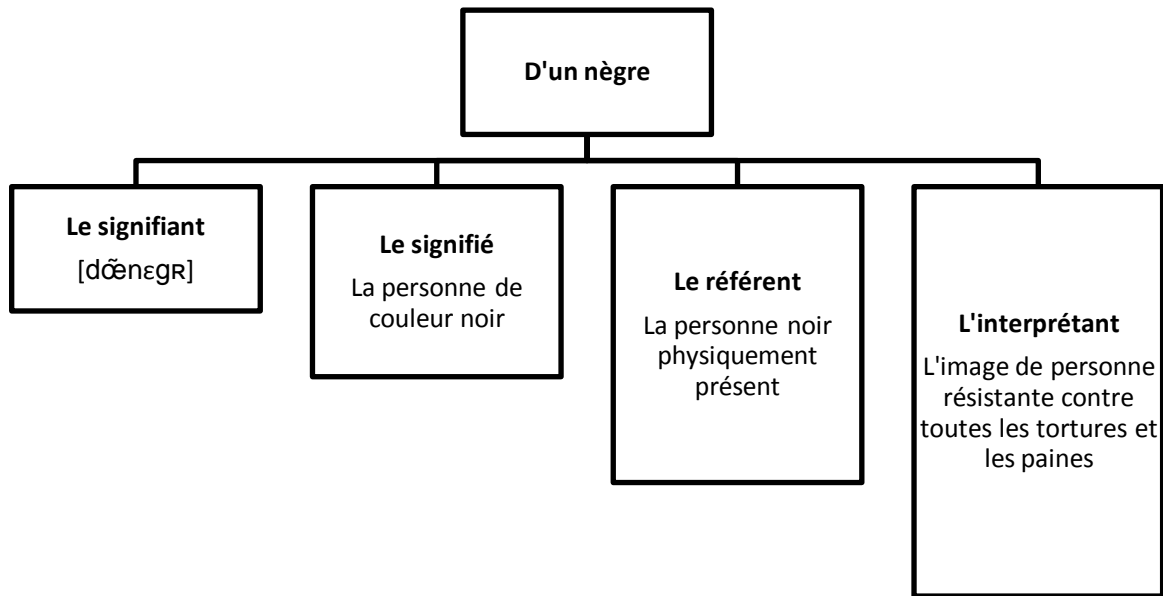 D'un nègre
Le signifiant
[dœ̃nεgʀ]
Le signifié
La personne de
couleur noir
Le référent
La personne noir
physiquement
présent
L'interprétant
L'image de personne
résistante contre
toutes les tortures et
les paines